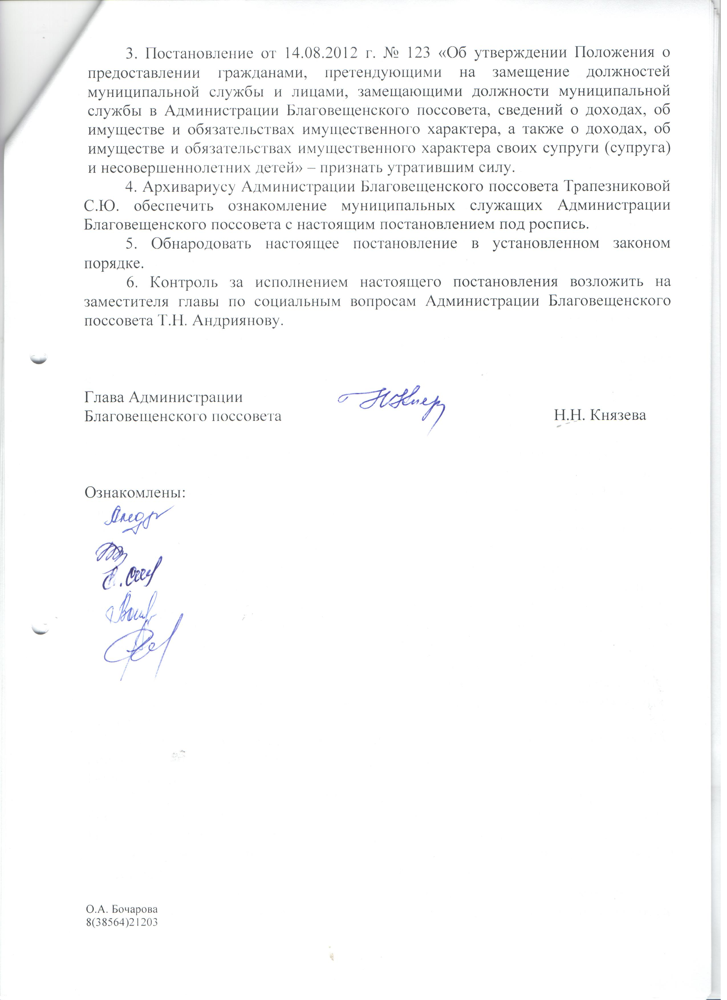 3. Постановление от 14.08.2012 г. № 123 «Об утверждении Положения о
предоставлении гражданами, претендующими на замещение должностей
муниципальной службы и лицами, замещающими должности муниципальной
службы в Администрации Благовещенского поссовета, сведений о доходах, об
имуществе и обязательствах имущественного характера, а также о доходах, об
имуществе и обязательствах имущественного характера своих супруги (супруга)
и несовершеннолетних детей» – признать утратившим силу.
4. Архивариусу Администрации Благовещенского поссовета Трапезниковой
С.Ю. обеспечить ознакомление муниципальных служащих Администрации
Благовещенского поссовета с настоящим постановлением под роспись.
5. Обнародовать настоящее постановление в установленном законом
порядке.
6. Контроль за исполнением настоящего постановления возложить на
заместителя главы по социальным вопросам Администрации Благовещенского
поссовета Т.Н. Андриянову.
Глава Администрации
Благовещенского поссовета Н.Н. Князева
Ознакомлены:
О.А. Бочарова
8(38564)21203